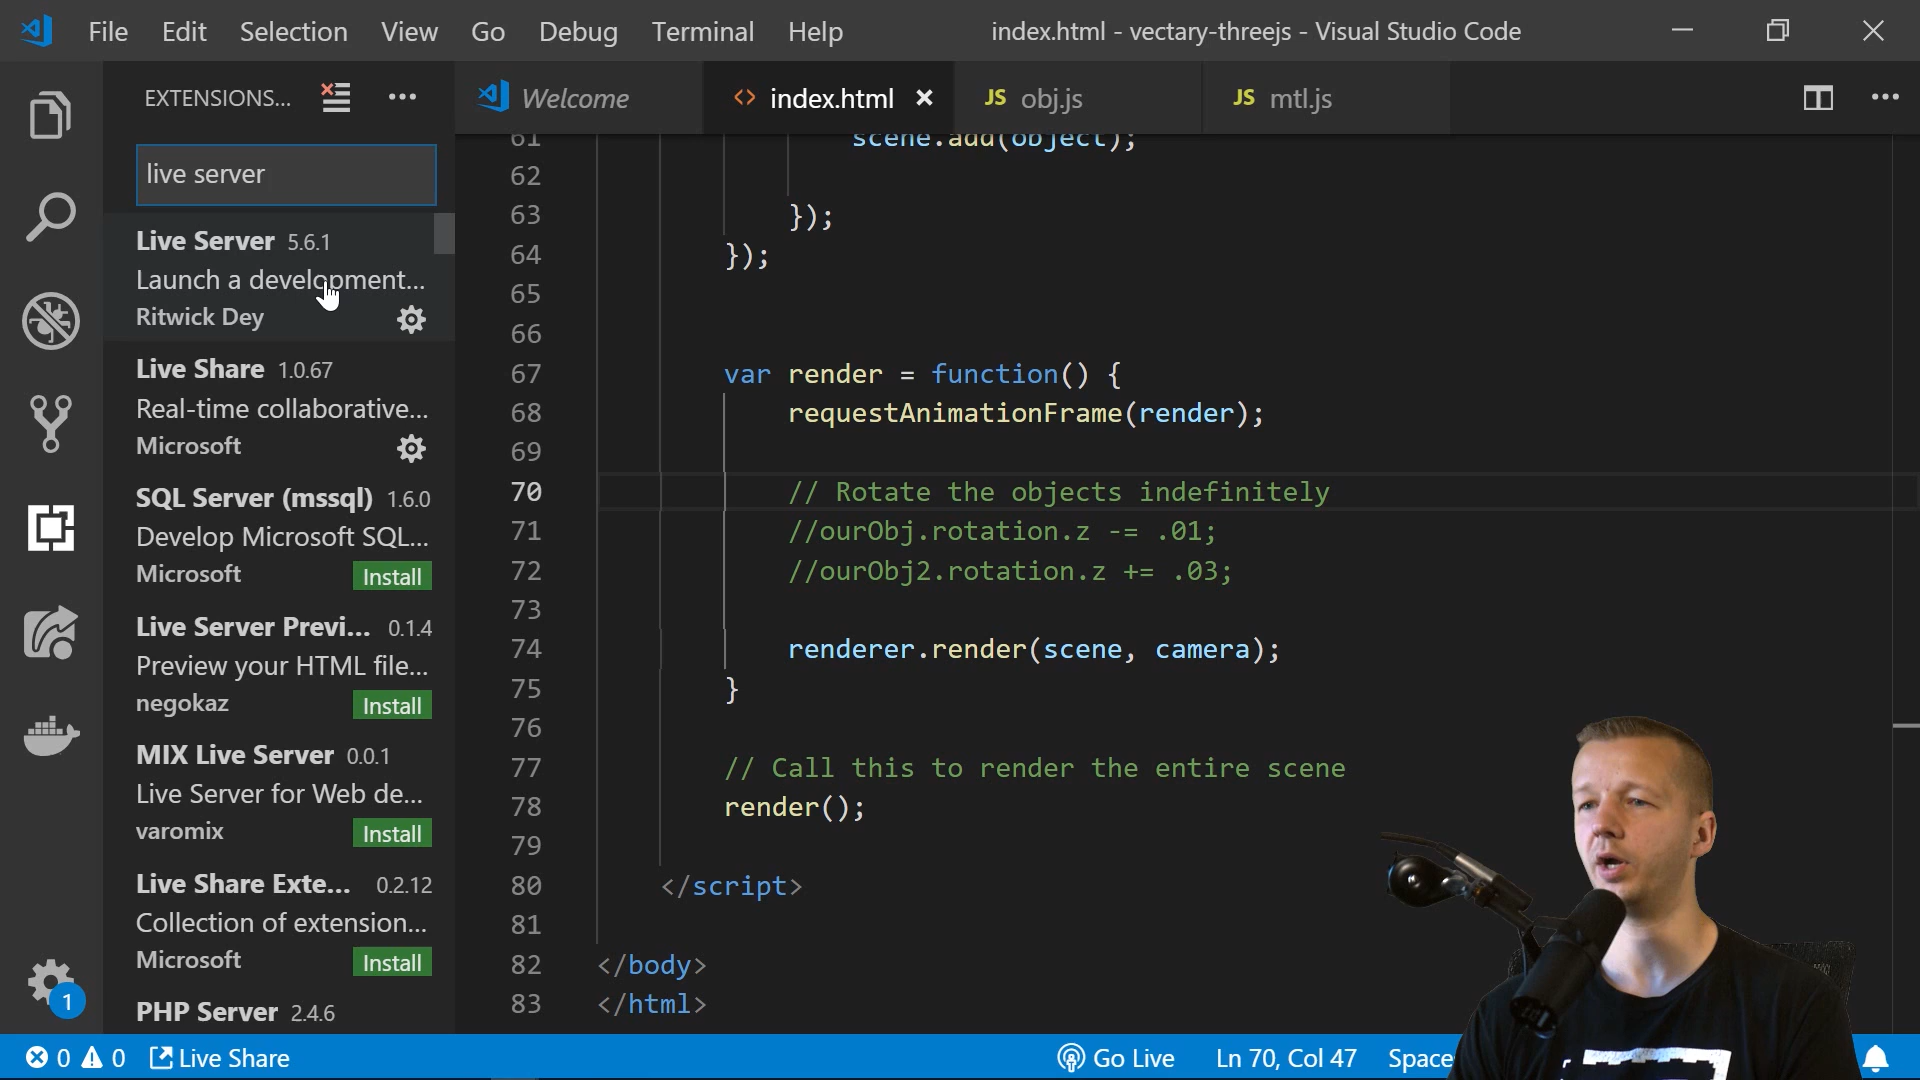 File Edit Selection View Go Debug Terminal Help index.html - vectary-threejs - Visual Studio Code
EXTENSIONS...
live server
Live Server 5.6.1
Launch a development...
Ritwick Dey
Live Share 1.0.67
Real-time collaborative...
Microsoft
SQL Server (mssql) 1.6.0
Develop Microsoft SQL...
Microsoft Install
Live Server Previ... 0.1.4
Preview your HTML file...
negokaz Install
MIX Live Server 0.0.1
Live Server for Web de...
varomix Install
Live Share Exte... 0.2.12
Collection of extension...
Microsoft Install
PHP Server 2.4.6
1
Welcome <> index.html JS obj.js JS mtl.js
61 scene.add(object);
62
63 });
64 });
65
66
67 var render = function() {
68 requestAnimationFrame(render);
69
70 // Rotate the objects indefinitely
71 //ourObj.rotation.z -= .01;
72 //ourObj2.rotation.z += .03;
73
74 renderer.render(scene, camera);
75 }
76
77 // Call this to render the entire scene
78 render();
79
80 </script>
81
82 </body>
83 </html>
0 0 Live Share Go Live Ln 70, Col 47 Space